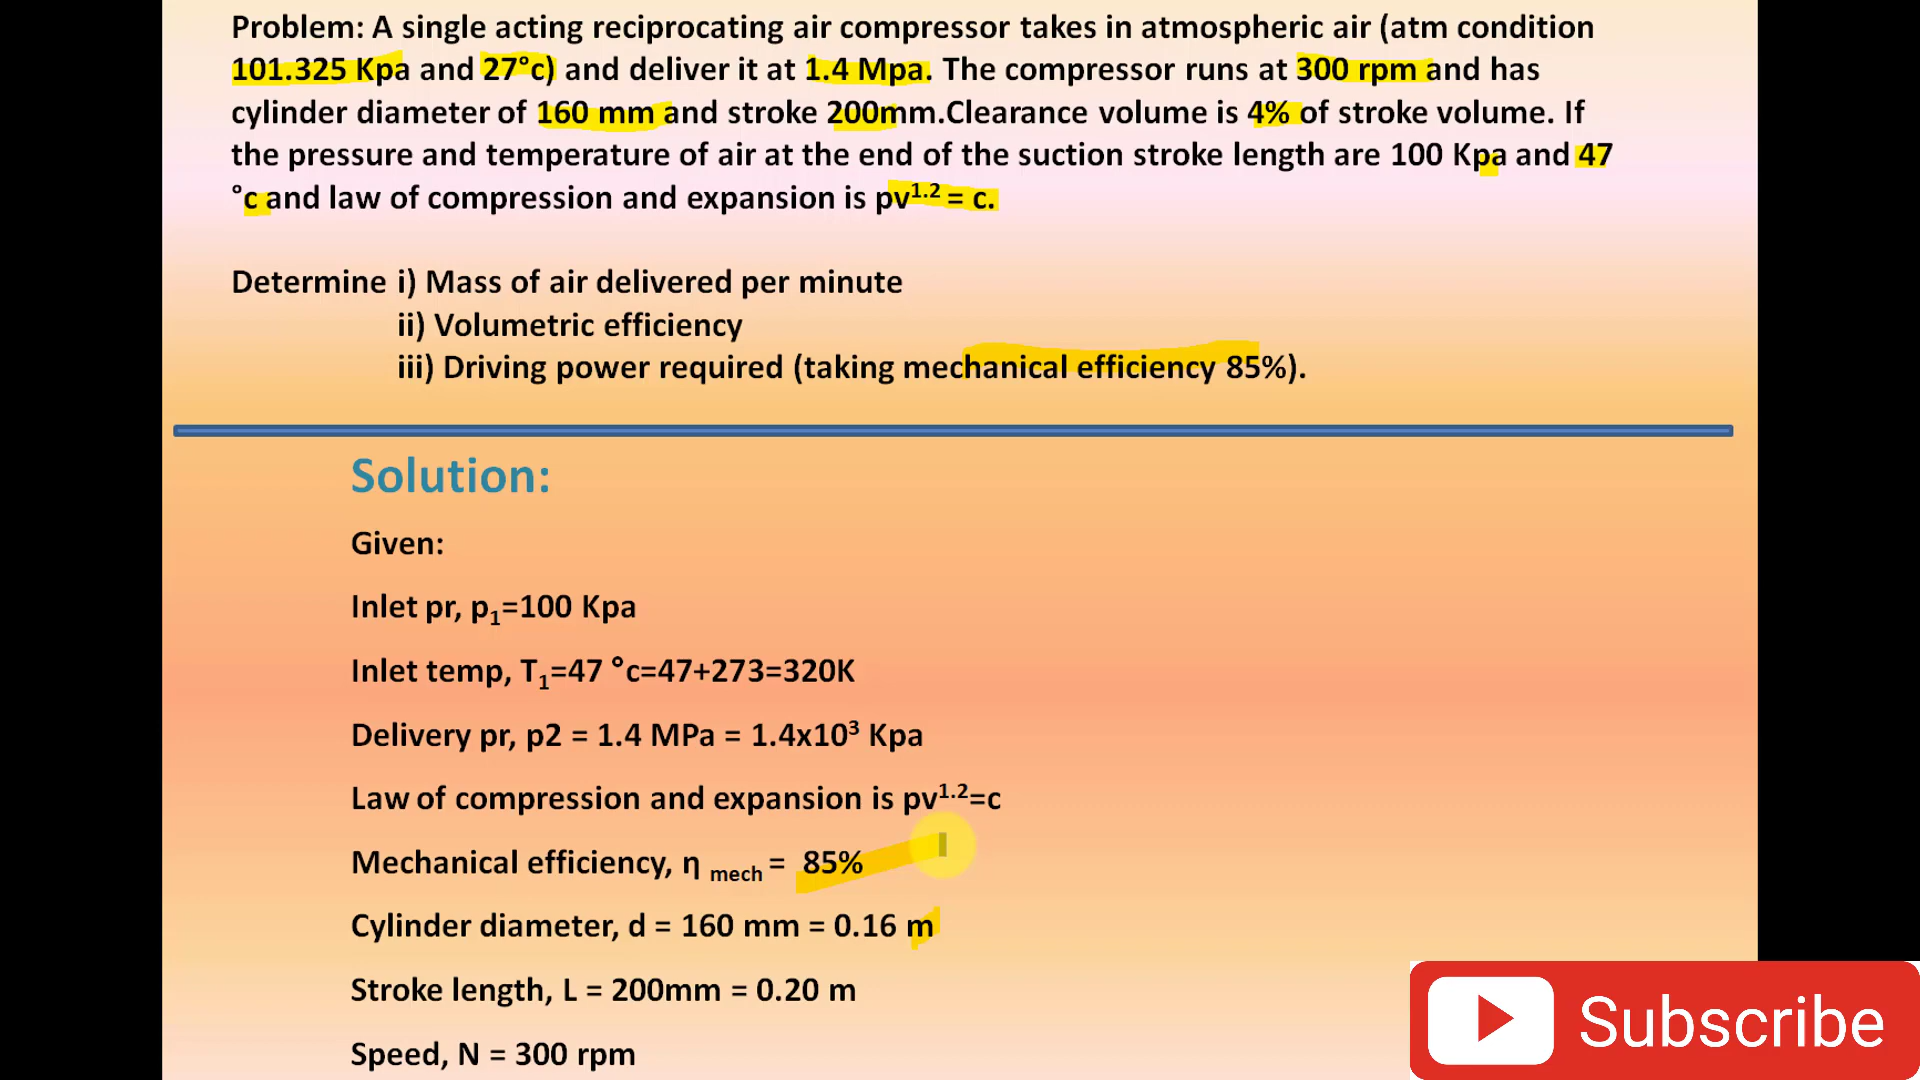 Problem: A single acting reciprocating air compressor takes in atmospheric air (atm condition
101.325 Kpa and 27°c) and deliver it at 1.4 Mpa. The compressor runs at 300 rpm and has
cylinder diameter of 160 mm and stroke 200mm.Clearance volume is 4% of stroke volume. If
the pressure and temperature of air at the end of the suction stroke length are 100 Kpa and 47
°c and law of compression and expansion is pv¹·² = c.
Determine i) Mass of air delivered per minute
ii) Volumetric efficiency
iii) Driving power required (taking mechanical efficiency 85%).
Solution:
Given:
Inlet pr, p₁=100 Kpa
Inlet temp, T₁=47 °c=47+273=320K
Delivery pr, p2 = 1.4 MPa = 1.4x10³ Kpa
Law of compression and expansion is pv¹·²=c
Mechanical efficiency, η mech = 85%
Cylinder diameter, d = 160 mm = 0.16 m
Stroke length, L = 200mm = 0.20 m
Speed, N = 300 rpm
Subscribe